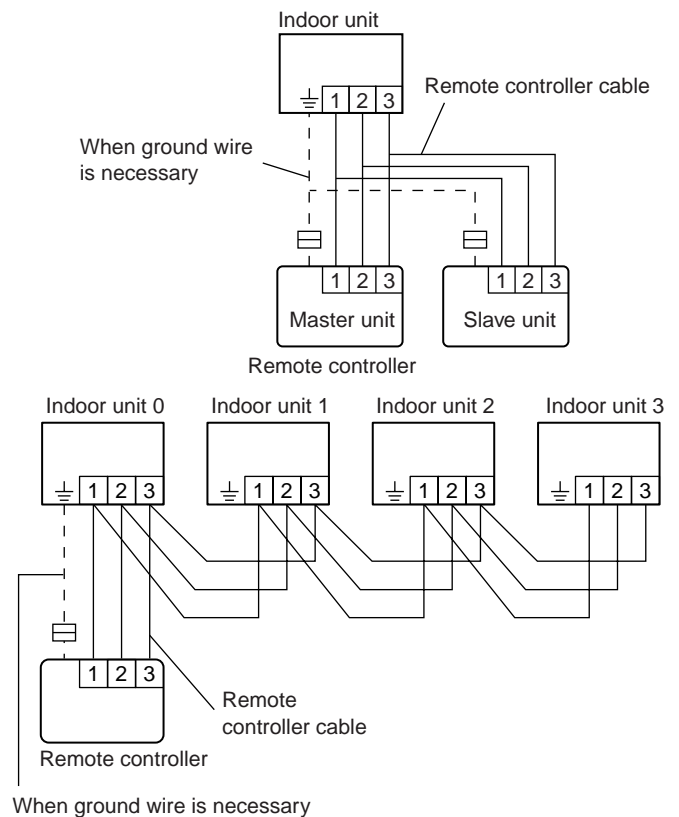 Indoor unit
1 2 3
Remote controller cable
When ground wire
is necessary
1 2 3
1 2 3
Master unit
Slave unit
Remote controller
Indoor unit 0
Indoor unit 1
Indoor unit 2
Indoor unit 3
1 2 3
1 2 3
1 2 3
1 2 3
1 2 3
Remote
controller cable
Remote controller
When ground wire is necessary